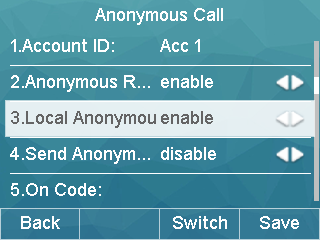 Anonymous Call
1.Account ID: Acc 1
2.Anonymous R... enable
3.Local Anonymou enable
4.Send Anonym... disable
5.On Code:
Back Switch Save